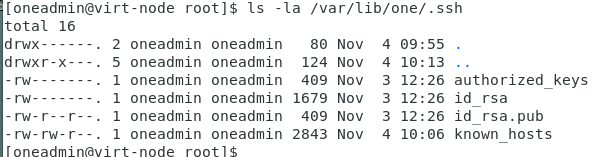 [oneadmin@virt-node root]$ ls -la /var/lib/one/.ssh
total 16
drwx------. 2 oneadmin oneadmin   80 Nov  4 09:55 .
drwxr-x---. 5 oneadmin oneadmin  124 Nov  4 10:13 ..
-rw-------. 1 oneadmin oneadmin  409 Nov  3 12:26 authorized_keys
-rw-------. 1 oneadmin oneadmin 1679 Nov  3 12:26 id_rsa
-rw-r--r--. 1 oneadmin oneadmin  409 Nov  3 12:26 id_rsa.pub
-rw-rw-r--. 1 oneadmin oneadmin 2843 Nov  4 10:06 known_hosts
[oneadmin@virt-node root]$